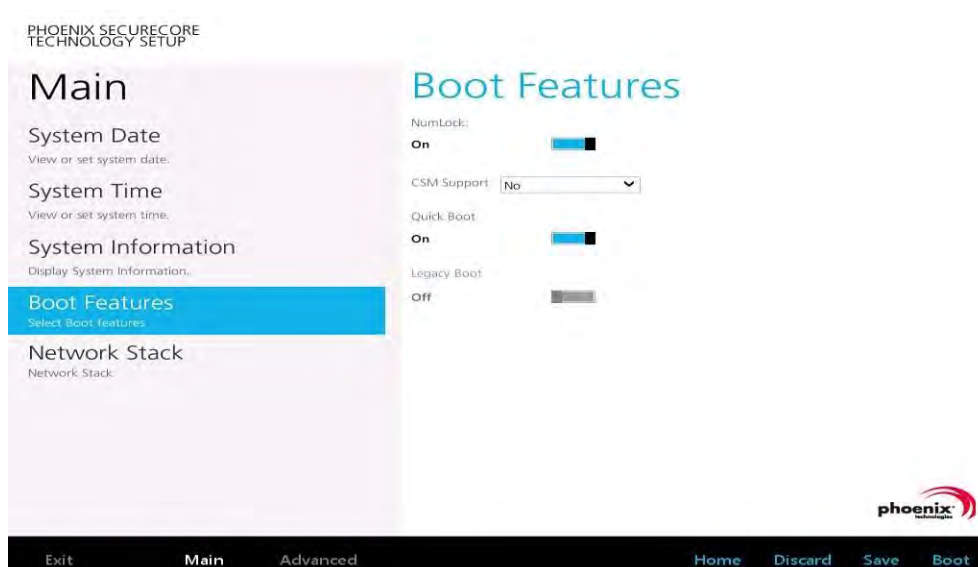 PHOENIX SECURECORE
TECHNOLOGY SETUP
Main
System Date
View or set system date.
System Time
View or set system time.
System Information
Display System Information.
Boot Features
Select Boot features
Network Stack
Network Stack
Boot Features
NumLock:
On
CSM Support No
Quick Boot
On
Legacy Boot
Off
phoenix
technologies
Exit Main Advanced Home Discard Save Boot